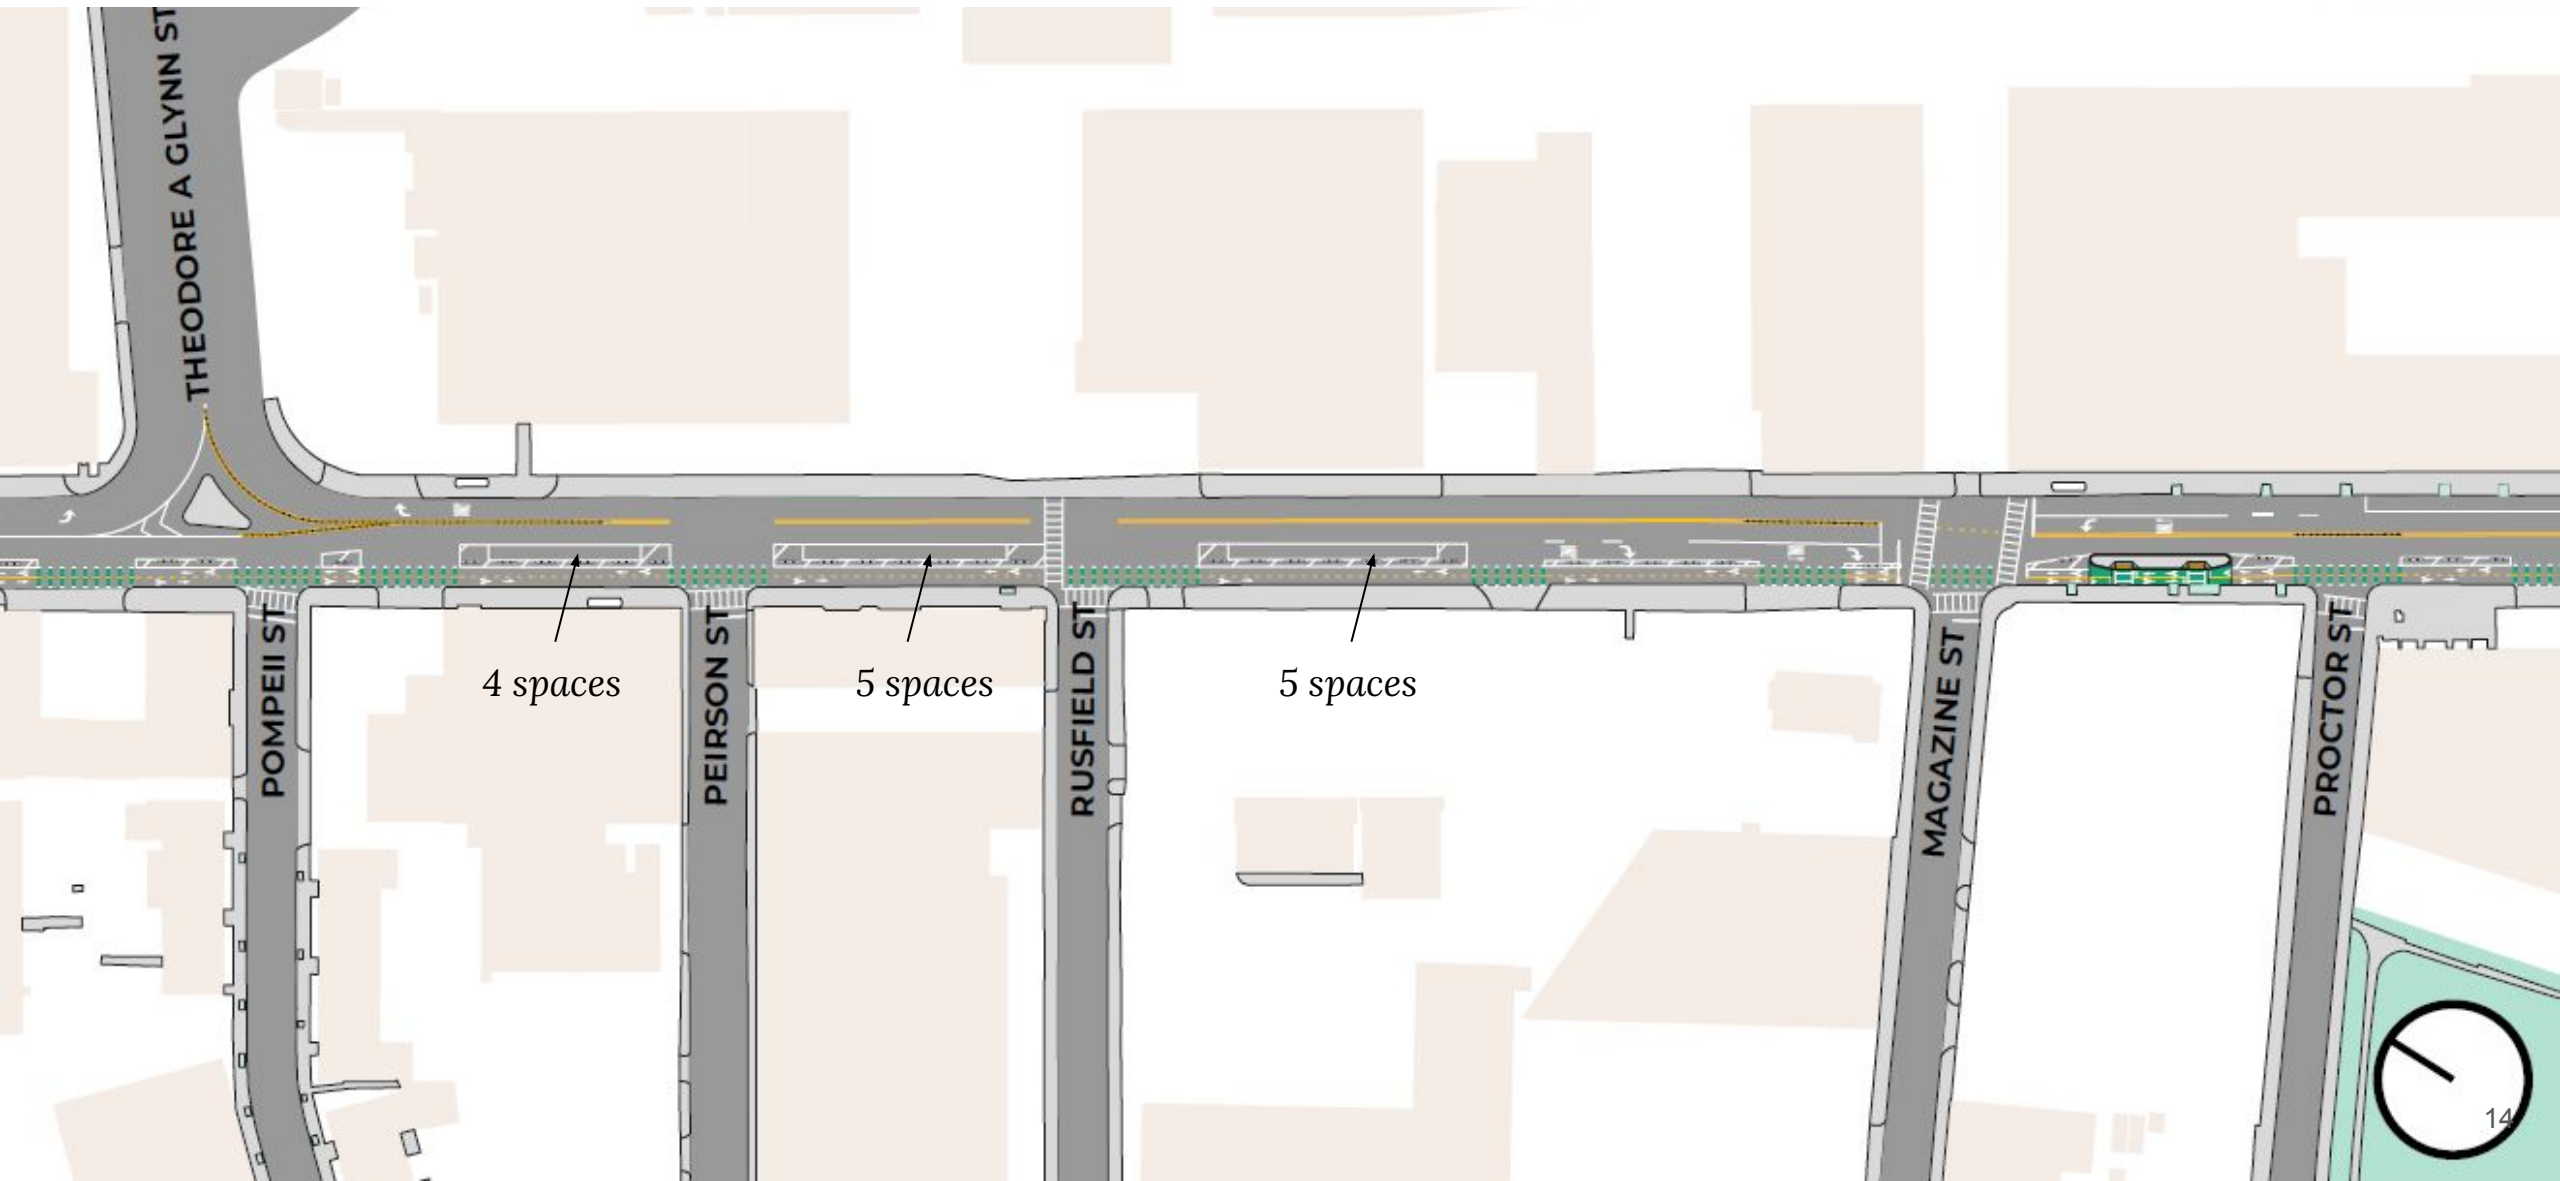 THEODORE A GLYNN ST
4 spaces
5 spaces
5 spaces
POMPEII ST
PEIRSON ST
RUSFIELD ST
MAGAZINE ST
PROCTOR ST
14